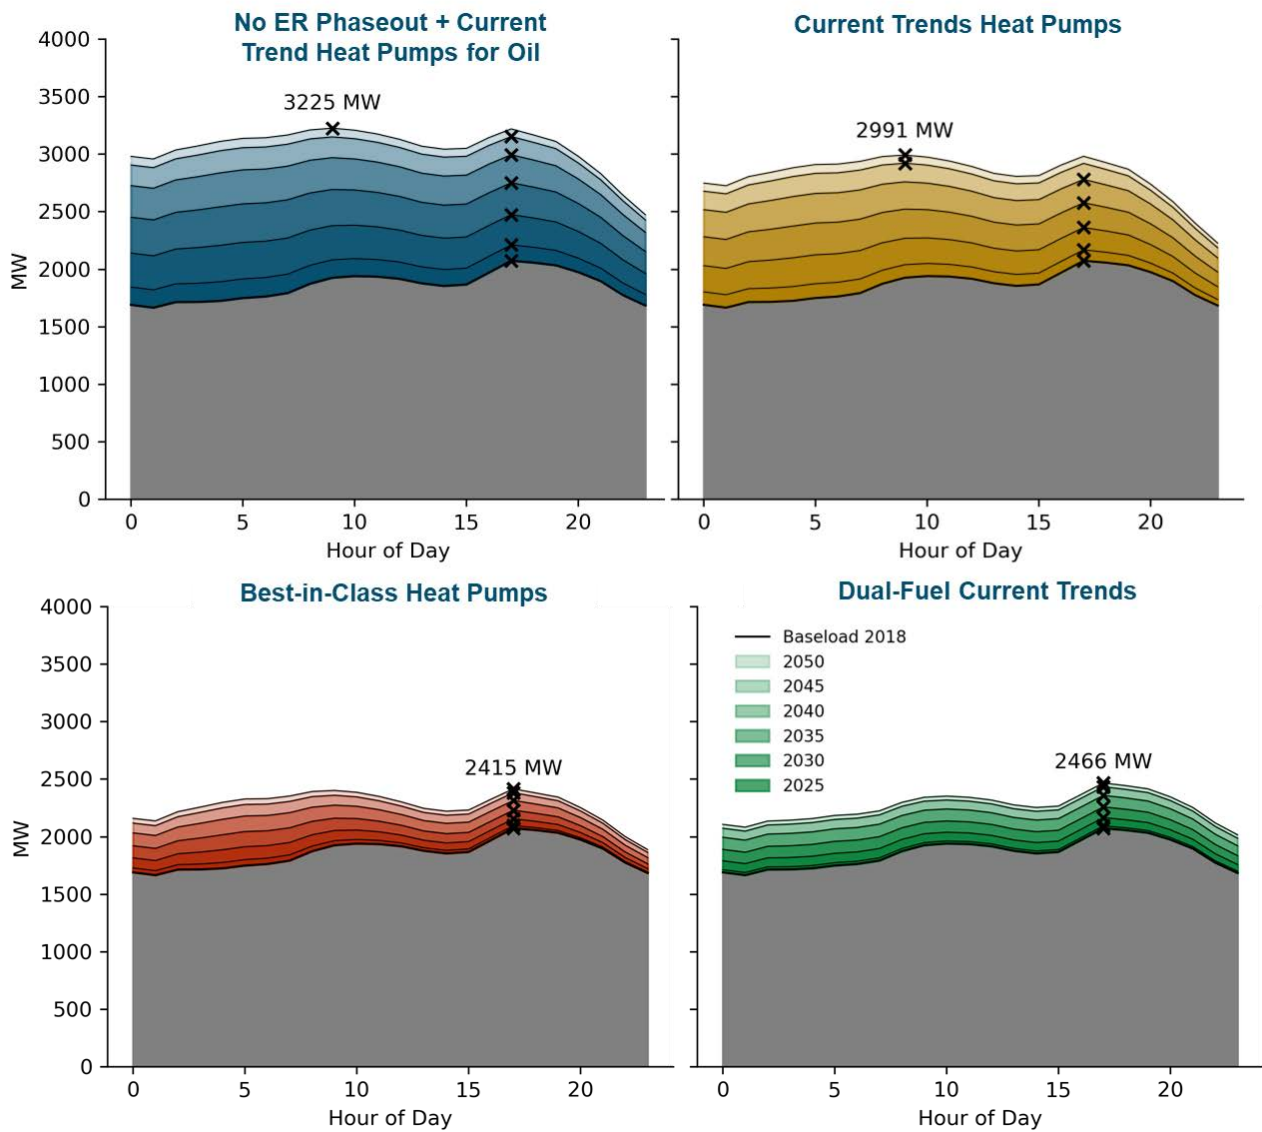 No ER Phaseout + Current
Trend Heat Pumps for Oil
4000
3500
3000
2500
2000
1500
1000
500
0
MW
3225 MW
0 5 10 15 20
Hour of Day
Current Trends Heat Pumps
2991 MW
0 5 10 15 20
Hour of Day
Best-in-Class Heat Pumps
4000
3500
3000
2500
2000
1500
1000
500
0
MW
2415 MW
0 5 10 15 20
Hour of Day
Dual-Fuel Current Trends
Baseload 2018
2050
2045
2040
2035
2030
2025
2466 MW
0 5 10 15 20
Hour of Day